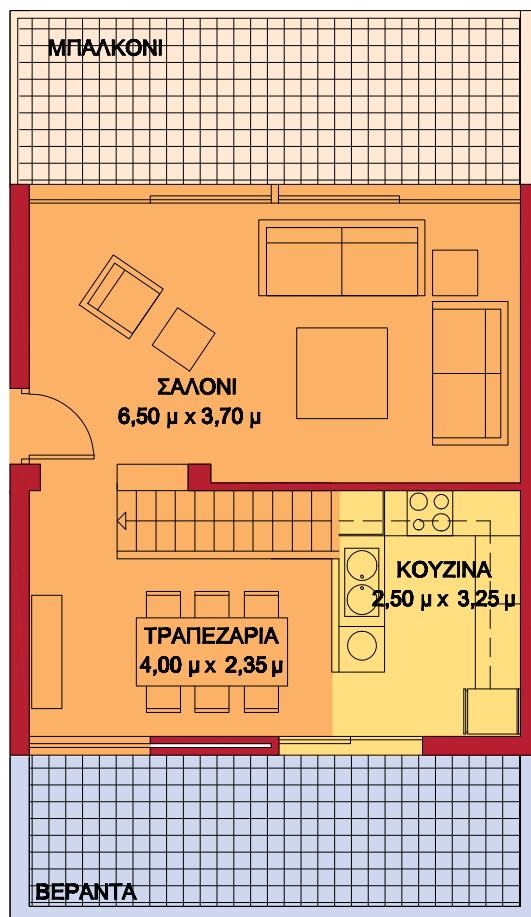 ΜΠΑΛΚΟΝΙ
ΣΑΛΟΝΙ
6,50 μ x 3,70 μ
ΚΟΥΖΙΝΑ
2,50 μ x 3,25 μ
ΤΡΑΠΕΖΑΡΙΑ
4,00 μ x 2,35 μ
ΒΕΡΑΝΤΑ